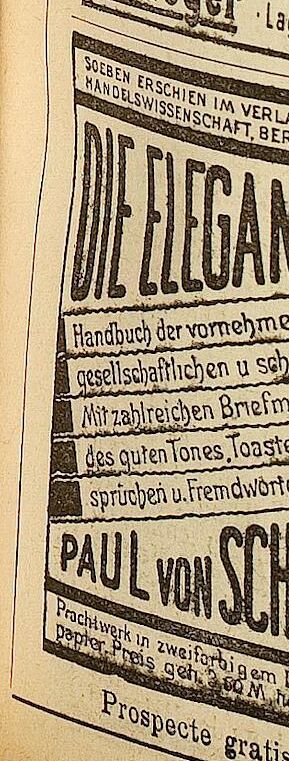 SOEBEN ERSCHIEN IM VERLA
HANDELSWISSENSCHAFT, BER
DIE ELEGAN
Handbuch der vornehme
gesellschaftlichen u sch
Mit zahlreichen Briefm
des guten Tones. Toaste
sprüchen u. Fremdwörte
PAUL VON SCH
Prachtwerk in zweifarbigem
papier Preis geh.
Prospecte gratis